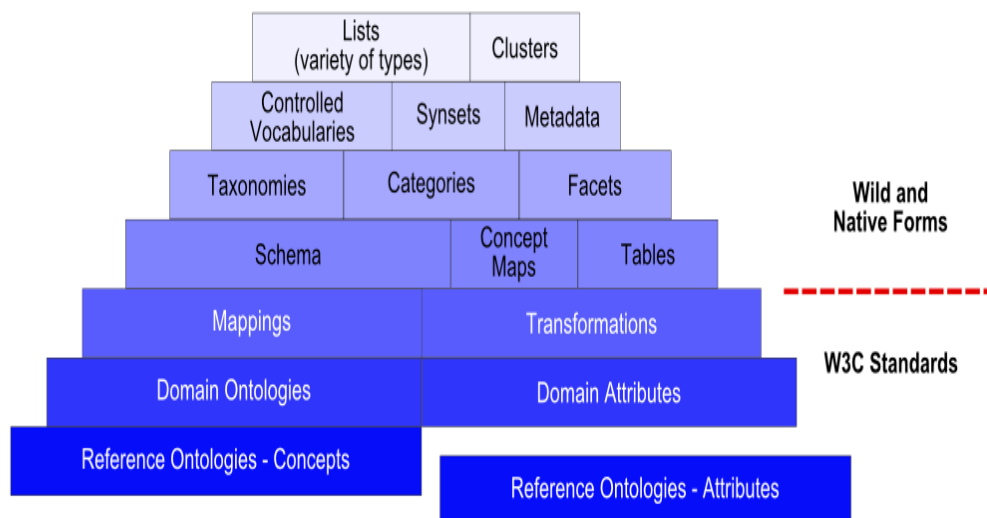 Lists
(variety of types)
Clusters
Controlled
Vocabularies
Synsets
Metadata
Taxonomies
Categories
Facets
Wild and
Native Forms
Schema
Concept
Maps
Tables
Mappings
Transformations
W3C Standards
Domain Ontologies
Domain Attributes
Reference Ontologies - Concepts
Reference Ontologies - Attributes